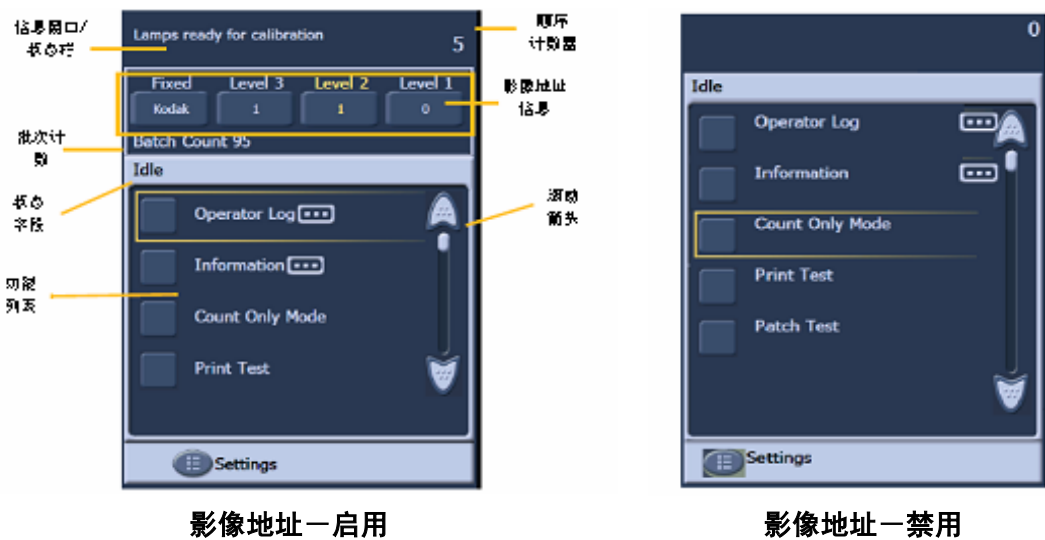 信息窗口/
状态栏
Lamps ready for calibration
5
顺序
计数器
Fixed Level 3 Level 2 Level 1
Kodak 1 1 0
影像地址
信息
批次计
数
Batch Count 95
Idle
状态
字段
Operator Log
滚动
箭头
Information
功能
列表
Count Only Mode
Print Test
Settings
影像地址－启用
0
Idle
Operator Log
Information
Count Only Mode
Print Test
Patch Test
Settings
影像地址－禁用